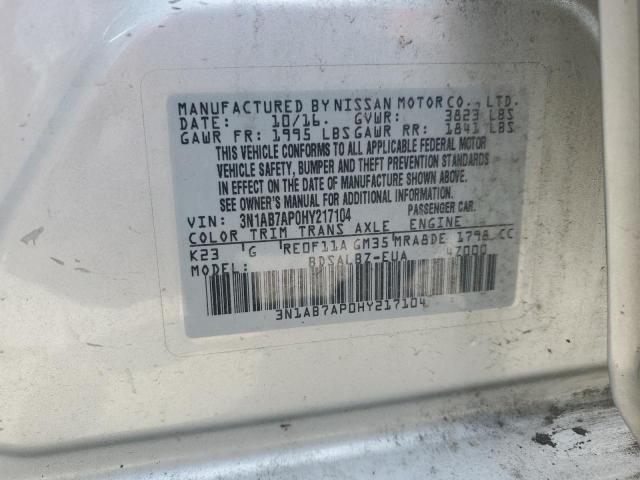 MANUFACTURED BY NISSAN MOTOR CO., LTD.
DATE: 10/16. GVWR: 3823 LBS
GAWR FR: 1995 LBS GAWR RR: 1841 LBS
THIS VEHICLE CONFORMS TO ALL APPLICABLE FEDERAL MOTOR
VEHICLE SAFETY, BUMPER AND THEFT PREVENTION STANDARDS
IN EFFECT ON THE DATE OF MANUFACTURE SHOWN ABOVE.
SEE OWNER'S MANUAL FOR ADDITIONAL INFORMATION.
VIN: 3N1AB7AP0HY217104 PASSENGER CAR.
COLOR TRIM TRANS AXLE ENGINE
K23 G RE0F11A GM35 MRA8DE 1798 CC
MODEL: BDSALBZ-EUA 47000
3N1AB7AP0HY217104